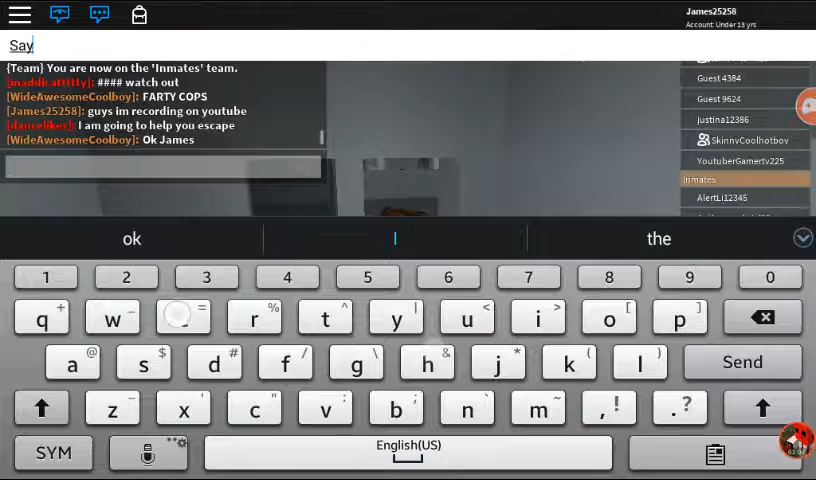 James25258
Account: Under 13 yrs
Say
{Team} You are now on the 'Inmates' team.
#### watch out
[WideAwesomeCoolboy]: FARTY COPS
[James25258]: guys im recording on youtube
I am going to help you escape
[WideAwesomeCoolboy]: Ok James
Guest 4384
Guest 9624
justina12386
SkinnyCoolhotboy
YoutuberGamertv225
Inmates
AlertLi12345
ok I the
1 2 3 4 5 6 7 8 9 0
q + w _ = r % t ^ y | u < i > o [ p ]
a @ s $ d # f / g \ h & j * k ( l ) Send
z - x ' c " v : b ; n m ~ , ! . ?
SYM English(US)